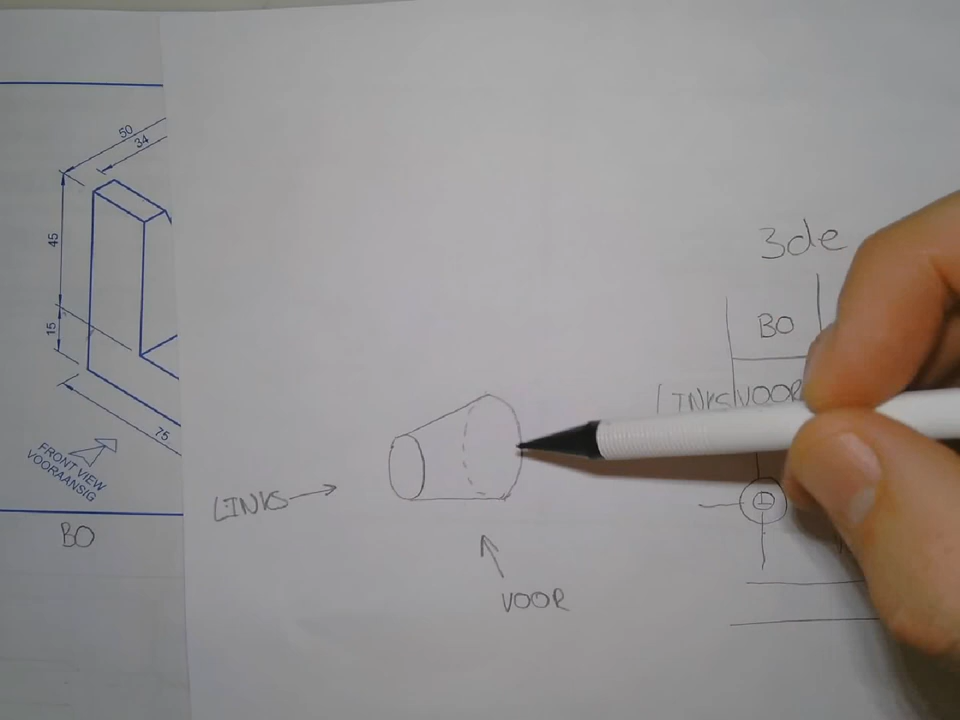 50
34
45
15
75
FRONT VIEW
VOORAANSIG
BO
3de
BO
LINKS VOOR
LINKS
VOOR